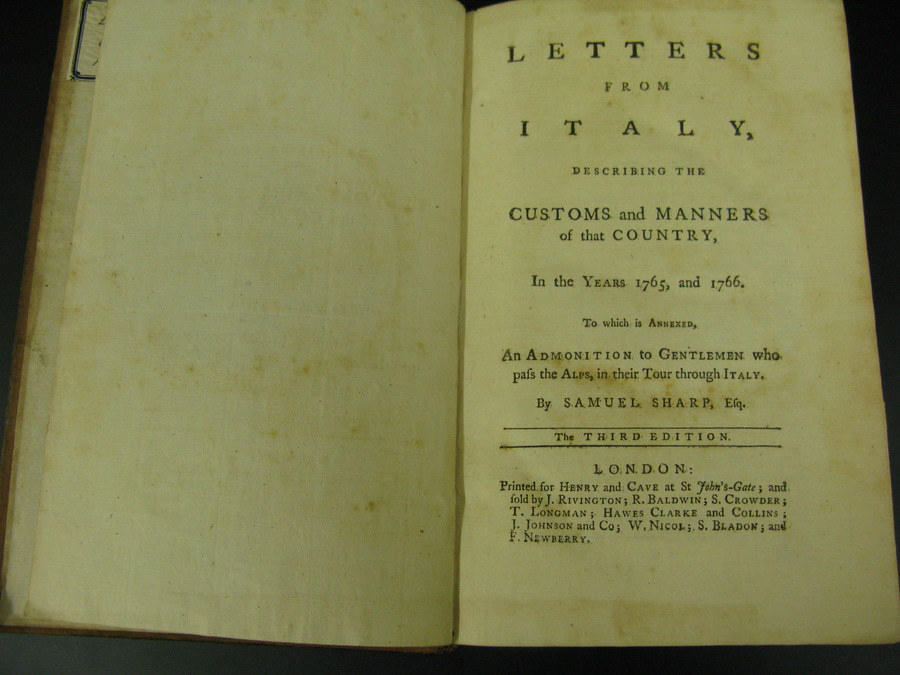 LETTERS
FROM
ITALY,
DESCRIBING THE
CUSTOMS and MANNERS
of that COUNTRY,
In the YEARS 1765, and 1766.
To which is ANNEXED,
An ADMONITION to GENTLEMEN who
paſs the ALPS, in their Tour through ITALY.
By SAMUEL SHARP, Eſq.
The THIRD EDITION.
LONDON:
Printed for HENRY and CAVE at St John's-Gate; and
ſold by J. RIVINGTON; R. BALDWIN; S. CROWDER;
T. LONGMAN; HAWES CLARKE and COLLINS;
J. JOHNSON and Co; W. NICOL; S. BLADON; and
F. NEWBERRY.